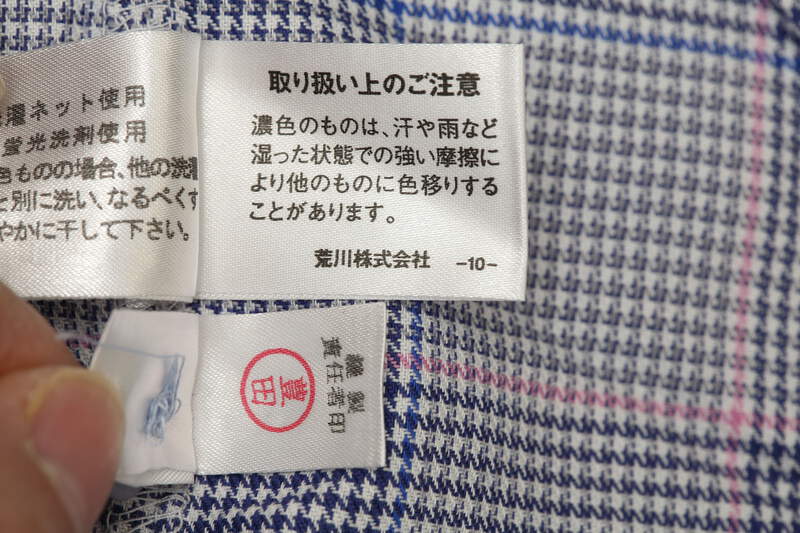 濯ネット使用
蛍光洗剤使用
色ものの場合、他の洗濯
と別に洗い、なるべくす
やかに干して下さい。
取り扱い上のご注意
濃色のものは、汗や雨など
湿った状態での強い摩擦に
より他のものに色移りする
ことがあります。
荒川株式会社 -10-
縫製
責任者印
豊田